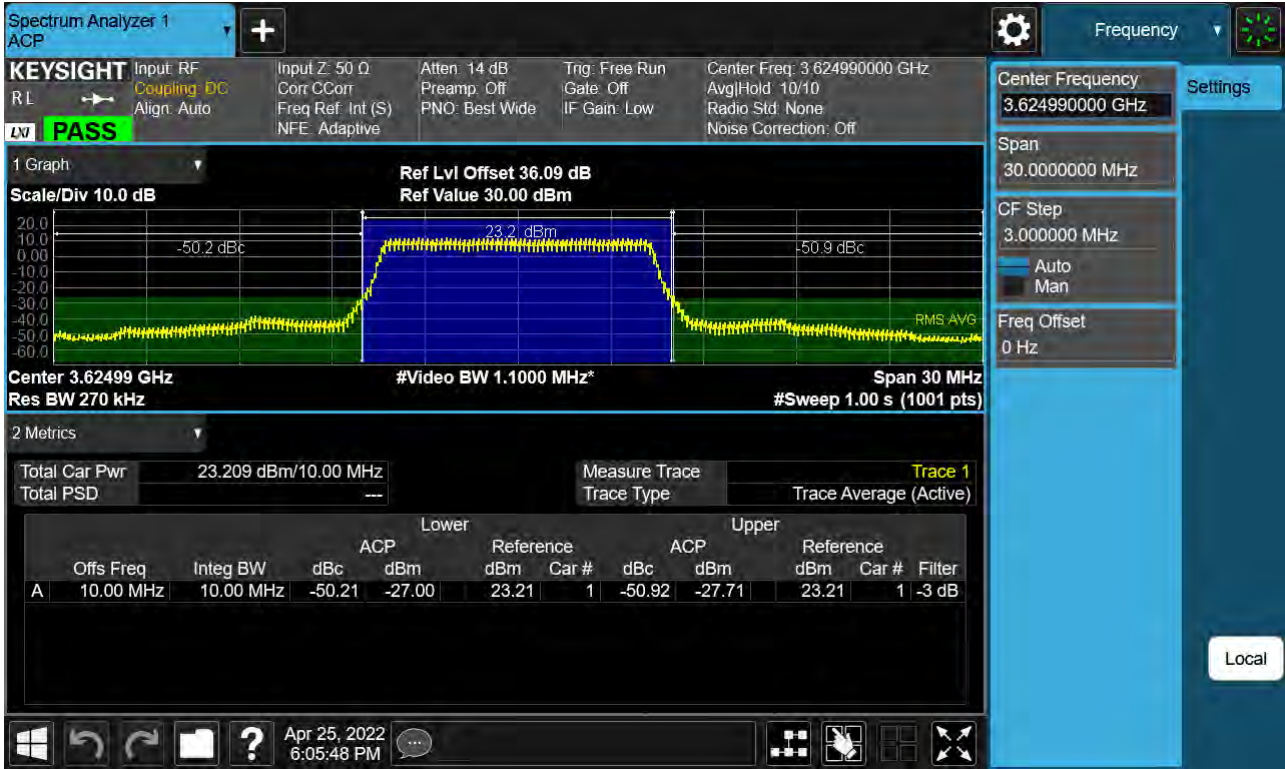 Spectrum Analyzer 1
ACP
+
Frequency
KEYSIGHT
R L
LXI
PASS
Input: RF
Coupling: DC
Align: Auto
Input Z: 50 Ω
Corr CCorr
Freq Ref: Int (S)
NFE: Adaptive
Atten: 14 dB
Preamp: Off
PNO: Best Wide
Trig: Free Run
Gate: Off
IF Gain: Low
Center Freq: 3.624990000 GHz
Avg|Hold: 10/10
Radio Std: None
Noise Correction: Off
Center Frequency
3.624990000 GHz
Settings
Span
30.0000000 MHz
CF Step
3.000000 MHz
Auto
Man
Freq Offset
0 Hz
Local
1 Graph
Scale/Div 10.0 dB
Ref Lvl Offset 36.09 dB
Ref Value 30.00 dBm
20.0
10.0
0.00
-10.0
-20.0
-30.0
-40.0
-50.0
-60.0
-50.2 dBc
23.2 dBm
-50.9 dBc
RMS AVG
Center 3.62499 GHz
#Video BW 1.1000 MHz*
Span 30 MHz
Res BW 270 kHz
#Sweep 1.00 s (1001 pts)
2 Metrics
Total Car Pwr 23.209 dBm/10.00 MHz
Total PSD ---
Measure Trace Trace 1
Trace Type Trace Average (Active)
Lower Upper
ACP Reference ACP Reference
Offs Freq Integ BW dBc dBm dBm Car # dBc dBm dBm Car # Filter
A 10.00 MHz 10.00 MHz -50.21 -27.00 23.21 1 -50.92 -27.71 23.21 1 -3 dB
?
Apr 25, 2022
6:05:48 PM